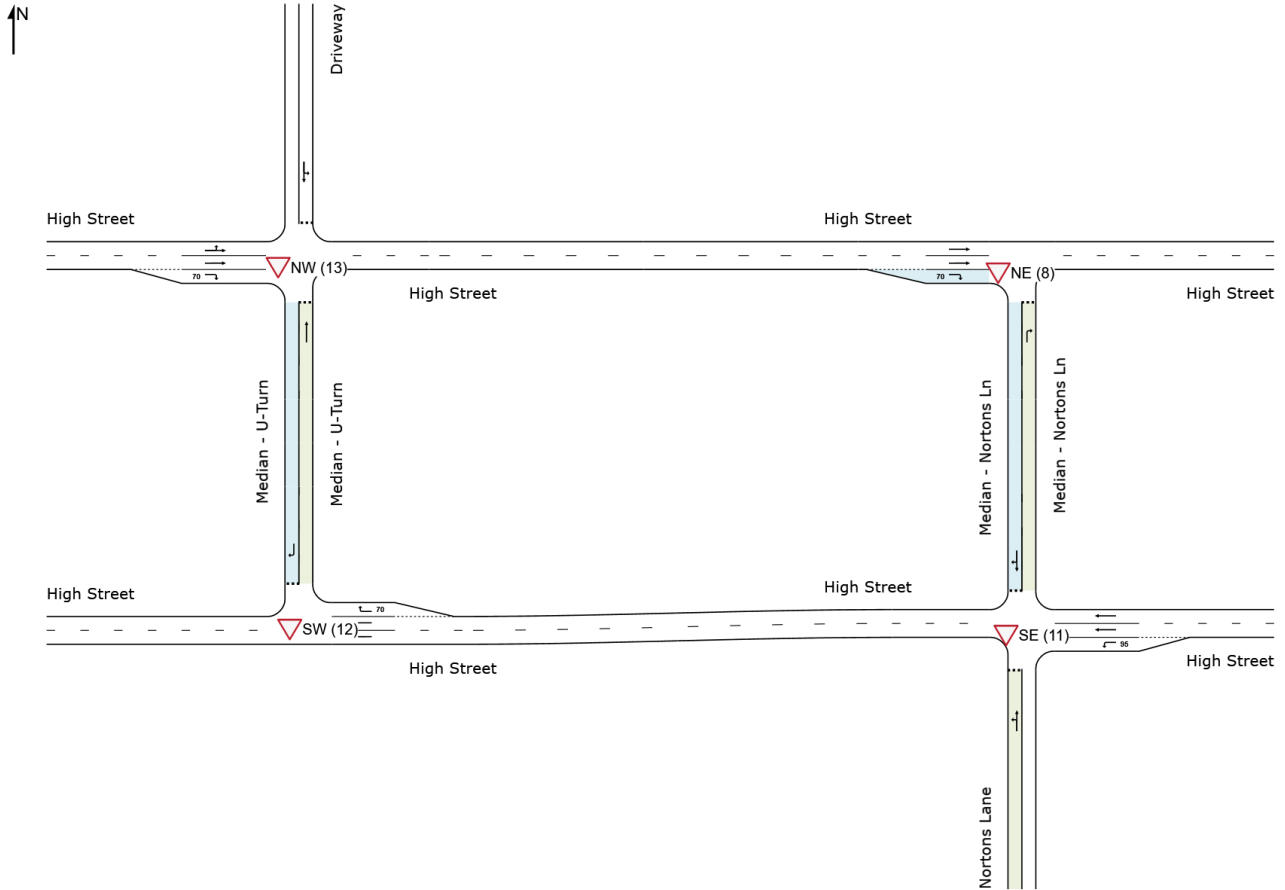 N
Driveway
High Street
High Street
70
NW (13)
70
NE (8)
High Street
High Street
Median - U-Turn
Median - U-Turn
Median - Nortons Ln
Median - Nortons Ln
High Street
High Street
70
SW (12)
SE (11)
95
High Street
High Street
Nortons Lane